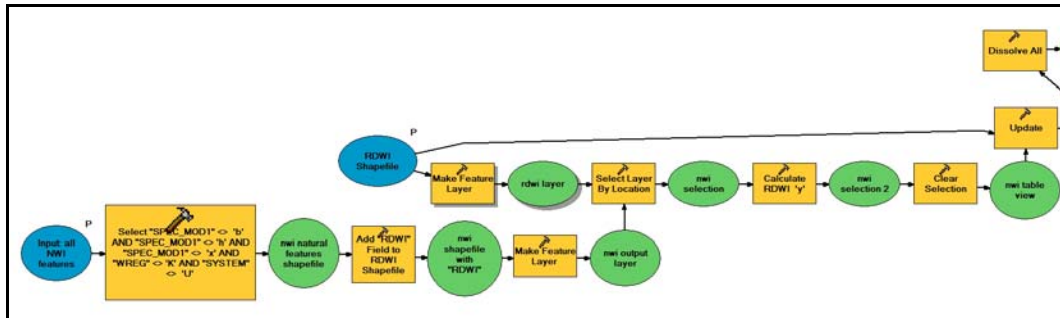 Dissolve All
P
Update
RDWI
Shapefile
Make Feature
Layer
rdwi layer
Select Layer
By Location
nwi
selection
Calculate
RDWI 'y'
nwi
selection 2
Clear
Selection
nwi table
view
P
Input: all
NWI
features
Select "SPEC_MOD1" <> 'b'
AND "SPEC_MOD1" <> 'h' AND
"SPEC_MOD1" <> 'x' AND
"WREG" <> 'K' AND "SYSTEM"
<> 'U'
nwi natural
features
shapefile
Add "RDWI"
Field to
RDWI
Shapefile
nwi
shapefile
with
"RDWI"
Make Feature
Layer
nwi output
layer